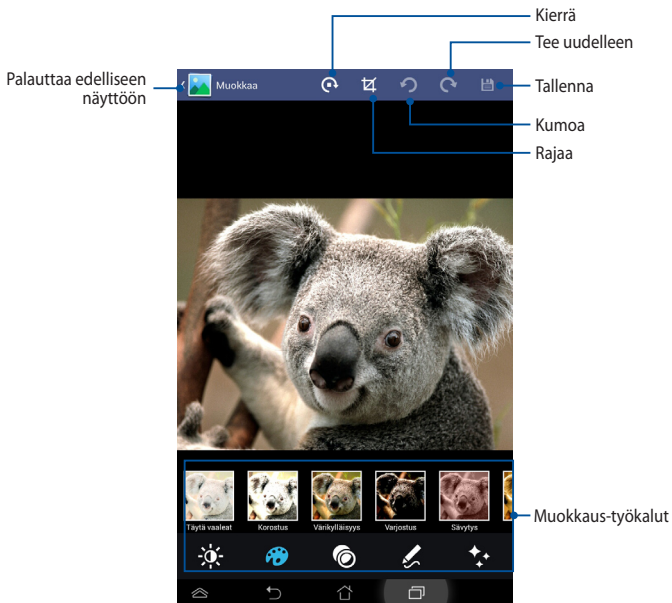 Kierrä
Tee uudelleen
Palauttaa edelliseen
näyttöön
Muokkaa
Tallenna
Kumoa
Rajaa
Täytä vaaleat
Korostus
Värikylläisyys
Varjostus
Sävytys
Muokkaus-työkalut